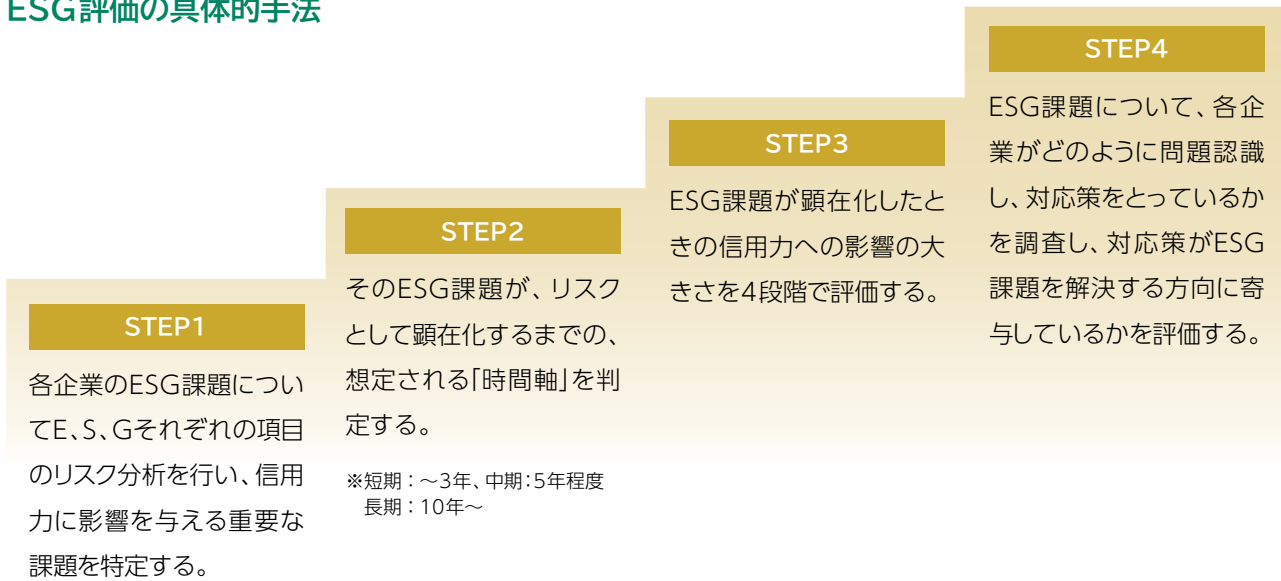 ESG評価の具体的手法
STEP1
各企業のESG課題につい
てE、S、Gそれぞれの項目
のリスク分析を行い、信用
力に影響を与える重要な
課題を特定する。
STEP2
そのESG課題が、リスク
として顕在化するまでの、
想定される「時間軸」を判
定する。
※短期：～3年、中期：5年程度
長期：10年～
STEP3
ESG課題が顕在化したと
きの信用力への影響の大
きさを4段階で評価する。
STEP4
ESG課題について、各企
業がどのように問題認識
し、対応策をとっているか
を調査し、対応策がESG
課題を解決する方向に寄
与しているかを評価する。